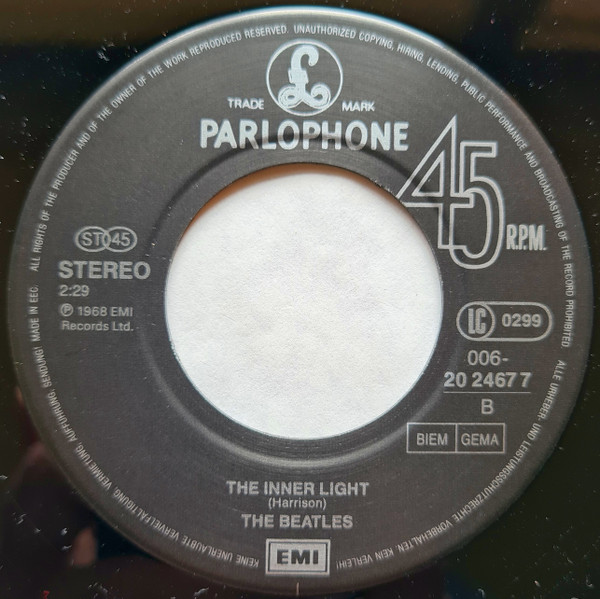 ALL RIGHTS OF THE PRODUCER AND OF THE OWNER OF THE WORK REPRODUCED RESERVED. UNAUTHORIZED COPYING, HIRING, LENDING, PUBLIC PERFORMANCE AND BROADCASTING OF THE RECORD PROHIBITED
£
TRADE MARK
PARLOPHONE
45 R.P.M.
ST 45
STEREO
2:29
℗ 1968 EMI
Records Ltd.
LC 0299
006-
20 2467 7
B
BIEM GEMA
THE INNER LIGHT
(Harrison)
THE BEATLES
EMI
ALLE URHEBER- UND LEISTUNGSSCHUTZRECHTE VORBEHALTEN KEIN VERLEIH!
KEINE UNERLAUBTE VERVIELFÄLTIGUNG, VERMIETUNG, AUFFÜHRUNG, SENDUNG! MADE IN EEC.